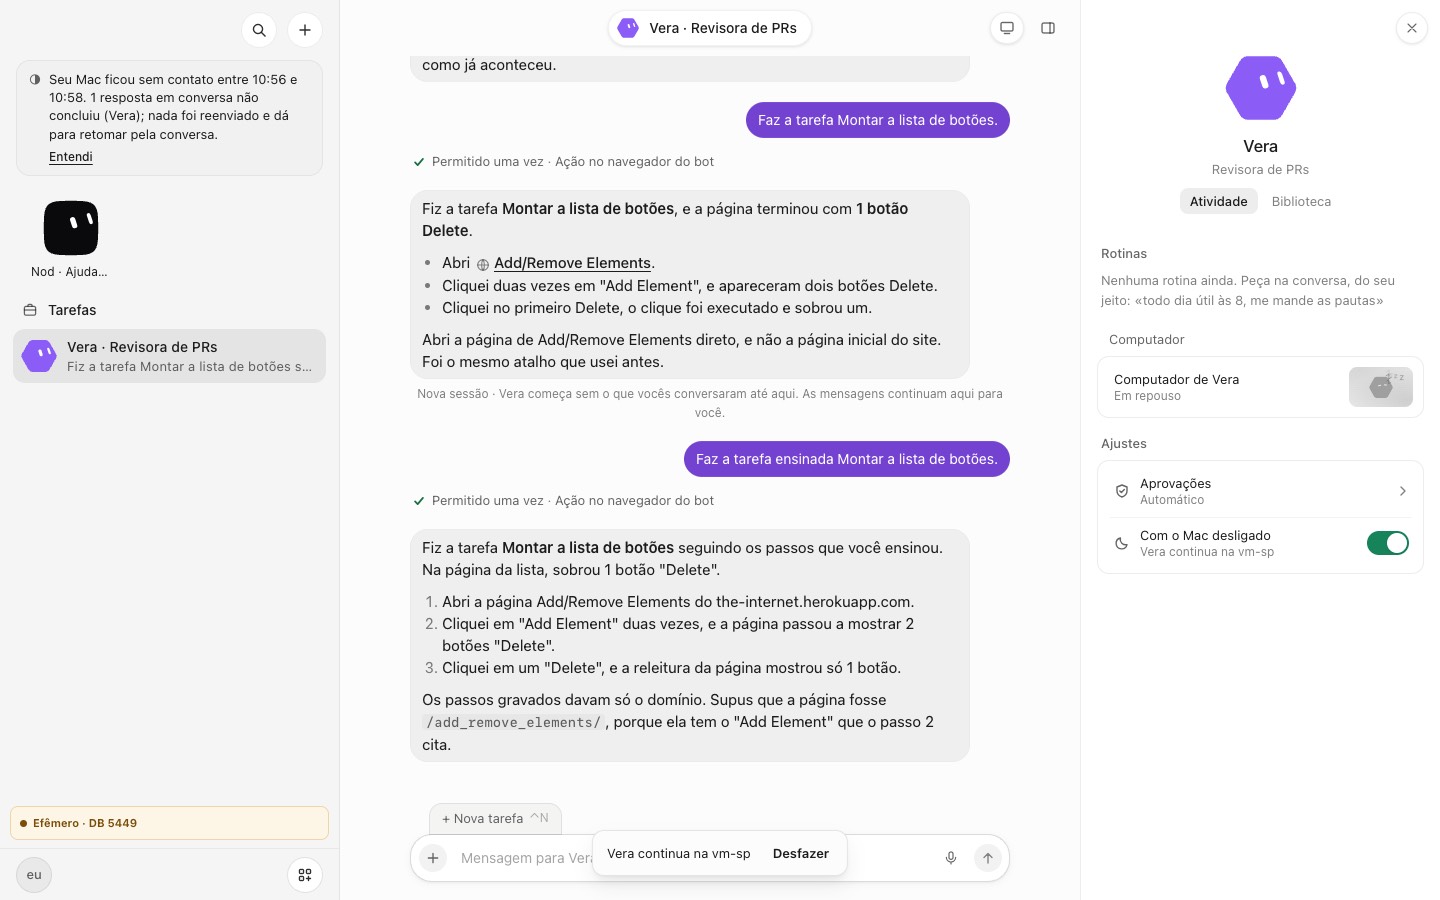 Seu Mac ficou sem contato entre 10:56 e
10:58. 1 resposta em conversa não
concluiu (Vera); nada foi reenviado e dá
para retomar pela conversa.
Entendi
Nod · Ajuda...
Tarefas
Vera · Revisora de PRs
Fiz a tarefa Montar a lista de botões s...
Efêmero · DB 5449
eu
Vera · Revisora de PRs
como já aconteceu.
Faz a tarefa Montar a lista de botões.
Permitido uma vez · Ação no navegador do bot
Fiz a tarefa Montar a lista de botões, e a página terminou com 1 botão
Delete.
• Abri Add/Remove Elements.
• Cliquei duas vezes em "Add Element", e apareceram dois botões Delete.
• Cliquei no primeiro Delete, o clique foi executado e sobrou um.
Abri a página de Add/Remove Elements direto, e não a página inicial do site.
Foi o mesmo atalho que usei antes.
Nova sessão · Vera começa sem o que vocês conversaram até aqui. As mensagens continuam aqui para
você.
Faz a tarefa ensinada Montar a lista de botões.
Permitido uma vez · Ação no navegador do bot
Fiz a tarefa Montar a lista de botões seguindo os passos que você ensinou.
Na página da lista, sobrou 1 botão "Delete".
1. Abri a página Add/Remove Elements do the-internet.herokuapp.com.
2. Cliquei em "Add Element" duas vezes, e a página passou a mostrar 2
botões "Delete".
3. Cliquei em um "Delete", e a releitura da página mostrou só 1 botão.
Os passos gravados davam só o domínio. Supus que a página fosse
/add_remove_elements/, porque ela tem o "Add Element" que o passo 2
cita.
+ Nova tarefa ^N
Mensagem para Vera
Vera continua na vm-sp Desfazer
Vera
Revisora de PRs
Atividade Biblioteca
Rotinas
Nenhuma rotina ainda. Peça na conversa, do seu
jeito: «todo dia útil às 8, me mande as pautas»
Computador
Computador de Vera
Em repouso
z z z
Ajustes
Aprovações
Automático
Com o Mac desligado
Vera continua na vm-sp